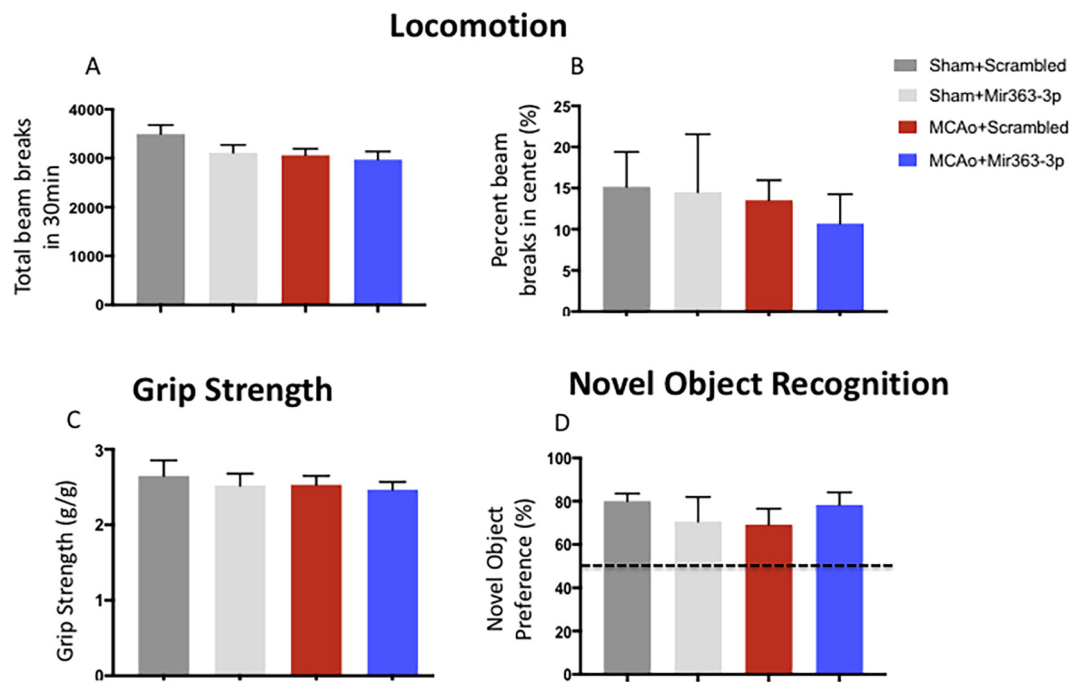 Locomotion
A
Total beam breaks
in 30min
4000
3000
2000
1000
0
B
Percent beam
breaks in center (%)
25
20
15
10
5
0
Sham+Scrambled
Sham+Mir363-3p
MCAo+Scrambled
MCAo+Mir363-3p
Grip Strength
C
Grip Strength (g/g)
3
2
1
0
Novel Object Recognition
D
Novel Object
Preference (%)
100
80
60
40
20
0